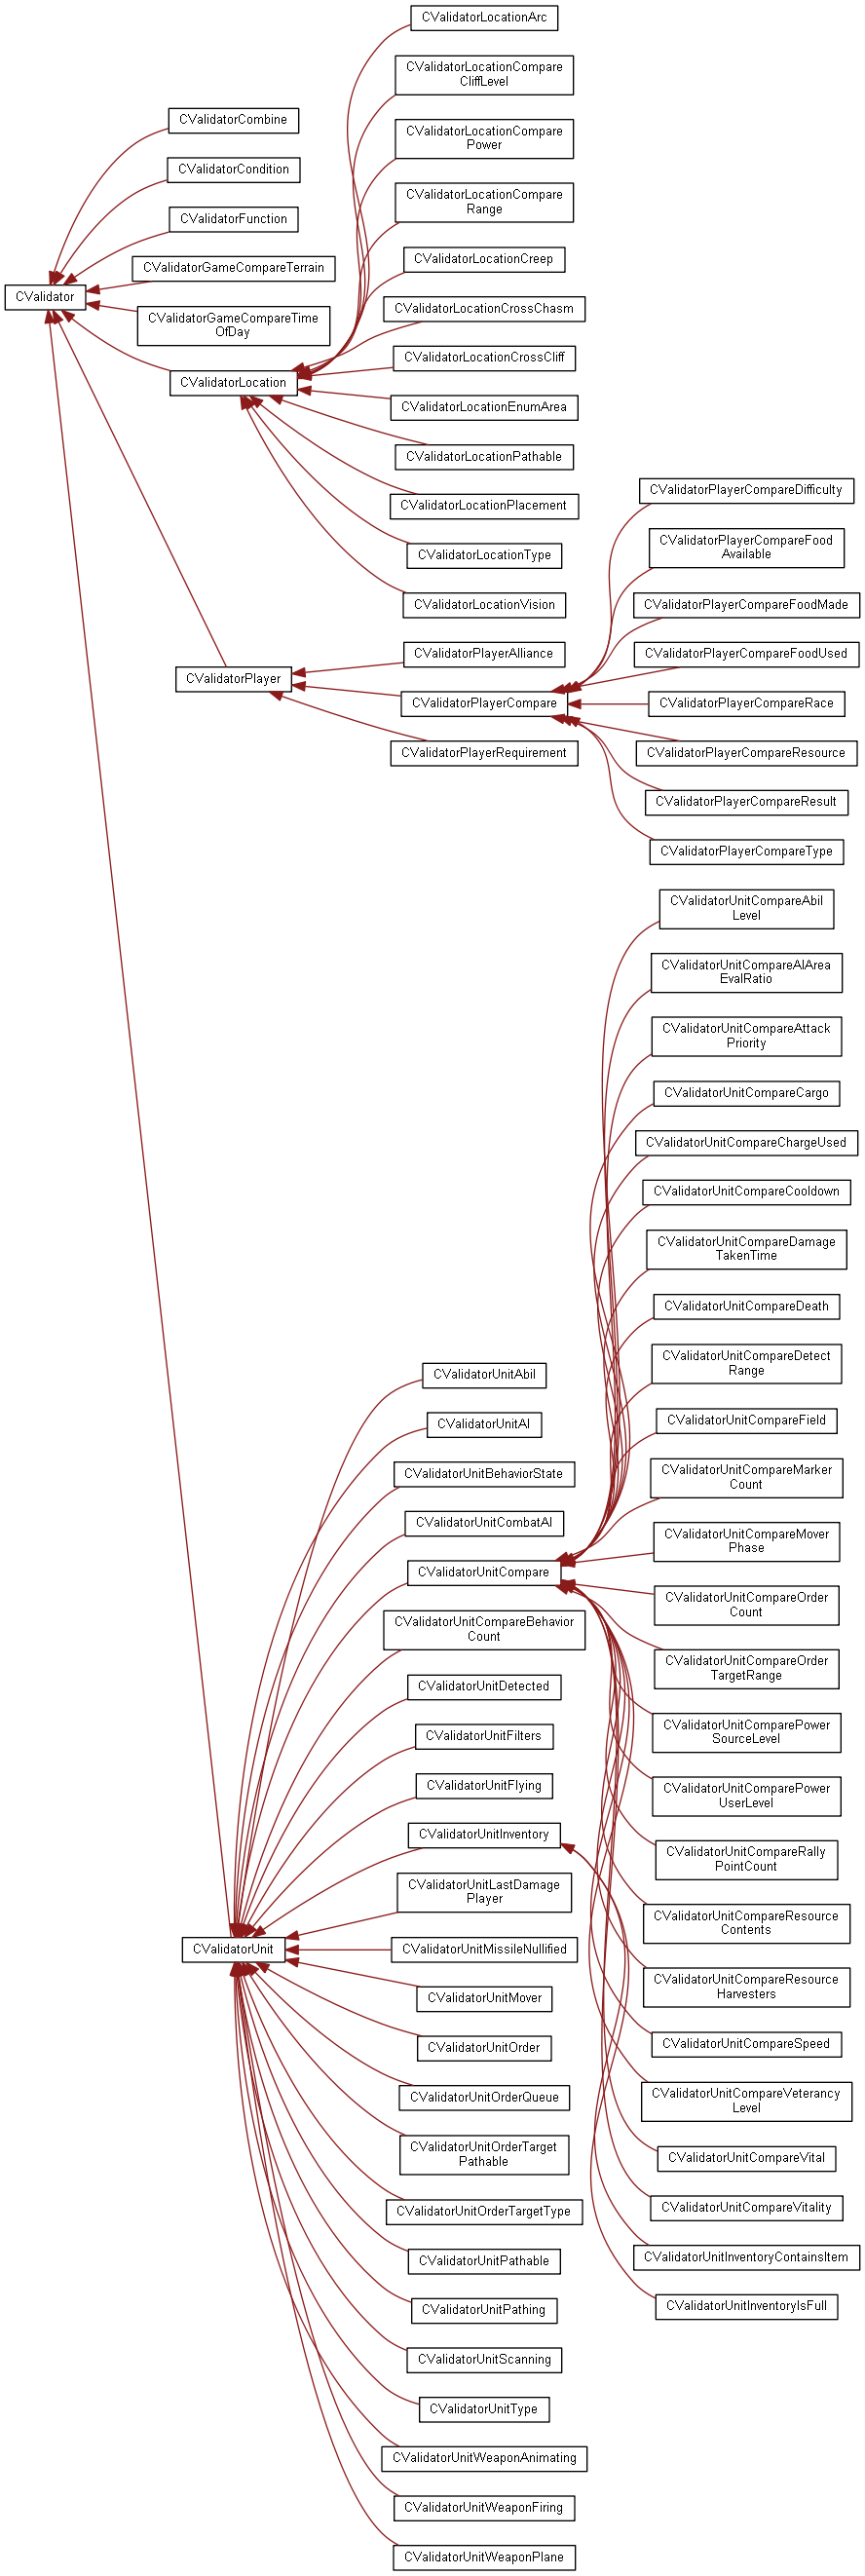 CValidatorLocationArc
CValidatorLocationCompare
CliffLevel
CValidatorCombine
CValidatorLocationCompare
Power
CValidatorCondition
CValidatorLocationCompare
Range
CValidatorFunction
CValidatorLocationCreep
CValidatorGameCompareTerrain
CValidator
CValidatorLocationCrossChasm
CValidatorGameCompareTime
OfDay
CValidatorLocationCrossCliff
CValidatorLocation
CValidatorLocationEnumArea
CValidatorLocationPathable
CValidatorPlayerCompareDifficulty
CValidatorLocationPlacement
CValidatorPlayerCompareFood
Available
CValidatorLocationType
CValidatorLocationVision
CValidatorPlayerCompareFoodMade
CValidatorPlayerAlliance
CValidatorPlayerCompareFoodUsed
CValidatorPlayer
CValidatorPlayerCompare
CValidatorPlayerCompareRace
CValidatorPlayerRequirement
CValidatorPlayerCompareResource
CValidatorPlayerCompareResult
CValidatorPlayerCompareType
CValidatorUnitCompareAbil
Level
CValidatorUnitCompareAIArea
EvalRatio
CValidatorUnitCompareAttack
Priority
CValidatorUnitCompareCargo
CValidatorUnitCompareChargeUsed
CValidatorUnitCompareCooldown
CValidatorUnitCompareDamage
TakenTime
CValidatorUnitCompareDeath
CValidatorUnitCompareDetect
Range
CValidatorUnitAbil
CValidatorUnitCompareField
CValidatorUnitAI
CValidatorUnitCompareMarker
Count
CValidatorUnitBehaviorState
CValidatorUnitCombatAI
CValidatorUnitCompareMover
Phase
CValidatorUnitCompare
CValidatorUnitCompareOrder
Count
CValidatorUnitCompareBehavior
Count
CValidatorUnitCompareOrder
TargetRange
CValidatorUnitDetected
CValidatorUnitComparePower
SourceLevel
CValidatorUnitFilters
CValidatorUnitFlying
CValidatorUnitComparePower
UserLevel
CValidatorUnitInventory
CValidatorUnitCompareRally
PointCount
CValidatorUnitLastDamage
Player
CValidatorUnitCompareResource
Contents
CValidatorUnit
CValidatorUnitMissileNullified
CValidatorUnitCompareResource
Harvesters
CValidatorUnitMover
CValidatorUnitOrder
CValidatorUnitCompareSpeed
CValidatorUnitOrderQueue
CValidatorUnitCompareVeterancy
Level
CValidatorUnitOrderTarget
Pathable
CValidatorUnitCompareVital
CValidatorUnitOrderTargetType
CValidatorUnitCompareVitality
CValidatorUnitPathable
CValidatorUnitInventoryContainsItem
CValidatorUnitPathing
CValidatorUnitInventoryIsFull
CValidatorUnitScanning
CValidatorUnitType
CValidatorUnitWeaponAnimating
CValidatorUnitWeaponFiring
CValidatorUnitWeaponPlane